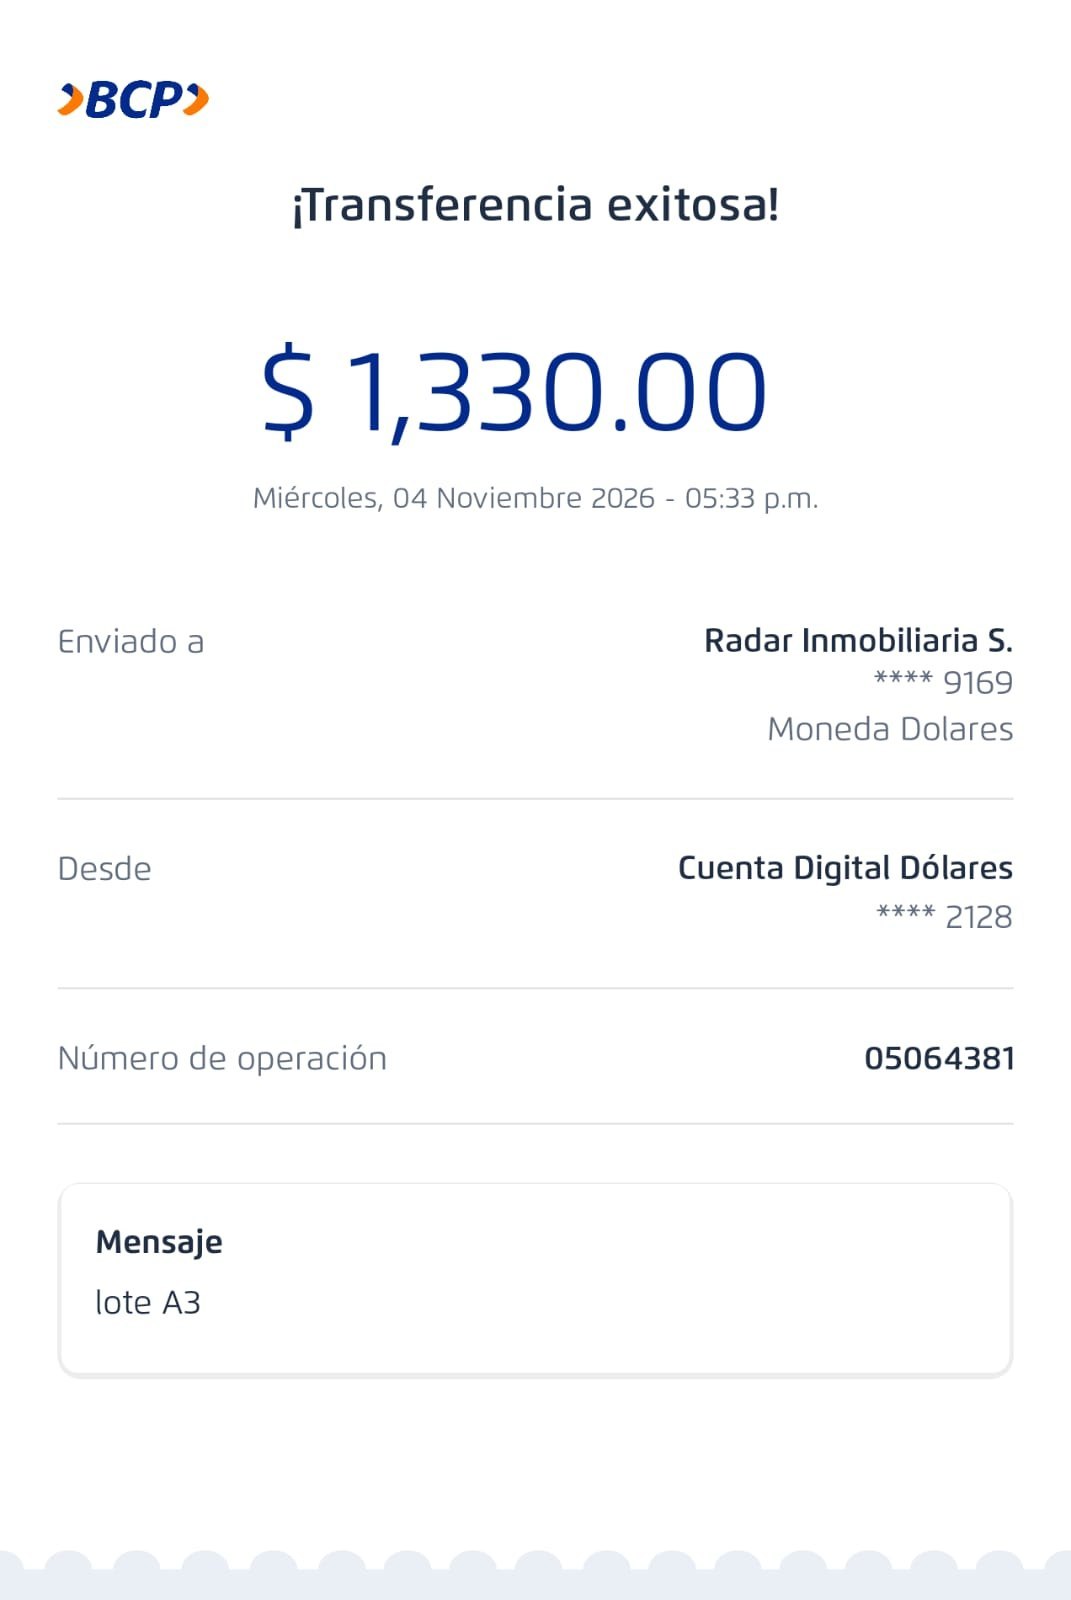 BCP
¡Transferencia exitosa!
$ 1,330.00
Miércoles, 04 Noviembre 2026 - 05:33 p.m.
Enviado a
Radar Inmobiliaria S.
**** 9169
Moneda Dolares
Desde
Cuenta Digital Dólares
**** 2128
Número de operación
05064381
Mensaje
lote A3